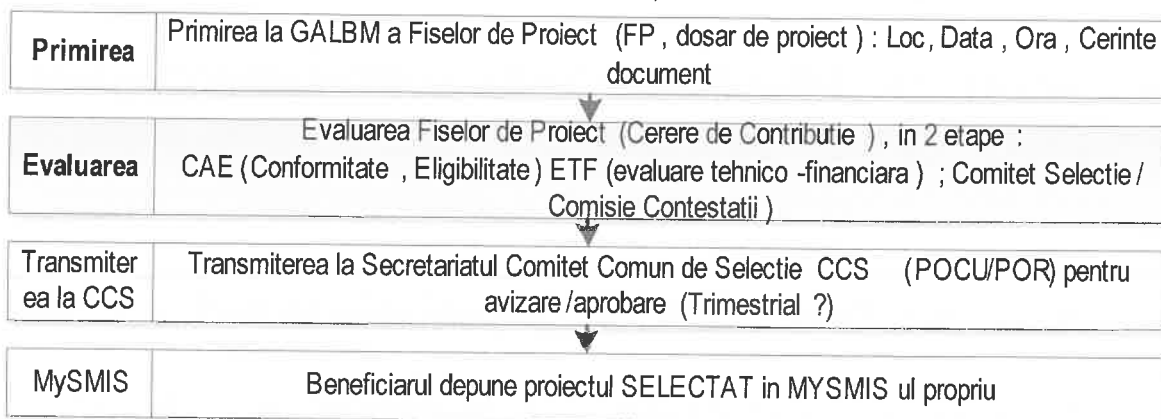 Primirea
Primirea la GALBM a Fiselor de Proiect (FP , dosar de proiect ) : Loc, Data , Ora , Cerinte
document
Evaluarea
Evaluarea Fiselor de Proiect (Cerere de Contributie ) , in 2 etape :
CAE (Conformitate , Eligibilitate) ETF (evaluare tehnico -financiara ) ; Comitet Selectie /
Comisie Contestatii )
Transmiter
ea la CCS
Transmiterea la Secretariatul Comitet Comun de Selectie CCS (POCU/POR) pentru
avizare /aprobare (Trimestrial ?)
MySMIS
Beneficiarul depune proiectul SELECTAT in MYSMIS ul propriu